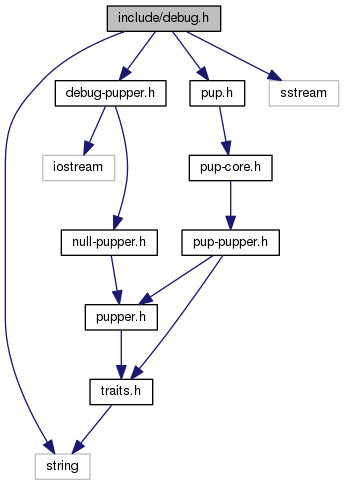 include/debug.h
debug-pupper.h
pup.h
sstream
iostream
pup-core.h
null-pupper.h
pup-pupper.h
pupper.h
traits.h
string